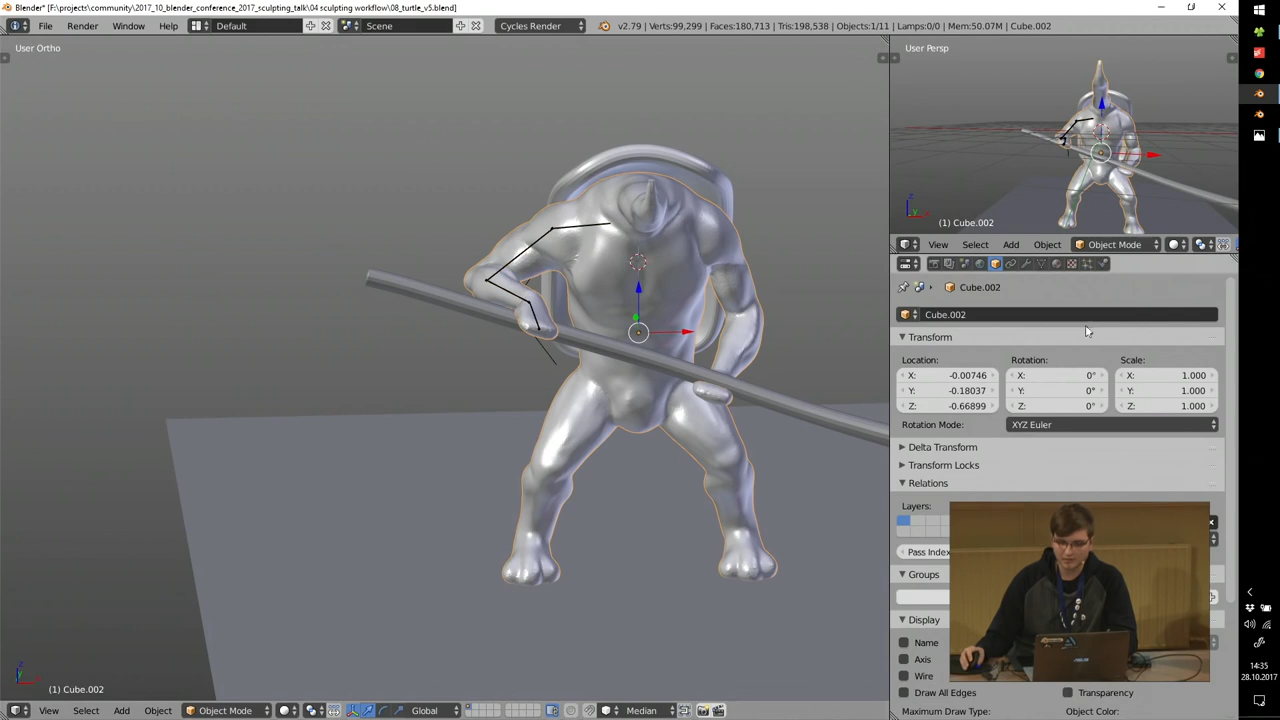 Blender* [F:\projects\community\2017_10_blender_conference_2017_sculpting_talk\04 sculpting workflow\08_turtle_v5.blend]
File Render Window Help Default Scene Cycles Render v2.79 | Verts:99,299 | Faces:180,713 | Tris:198,538 | Objects:1/11 | Lamps:0/0 | Mem:50.07M | Cube.002
User Ortho
User Persp
(1) Cube.002
View Select Add Object Object Mode
Cube.002
Cube.002
Transform
Location: Rotation: Scale:
X: -0.00746 X: 0° X: 1.000
Y: -0.18037 Y: 0° Y: 1.000
Z: -0.66899 Z: 0° Z: 1.000
Rotation Mode: XYZ Euler
Delta Transform
Transform Locks
Relations
Layers:
Pass Index
Groups
Display
Name
Axis
Wire
Draw All Edges Transparency
Maximum Draw Type: Object Color:
(1) Cube.002
View Select Add Object Object Mode Global Median
14:35
28.10.2017